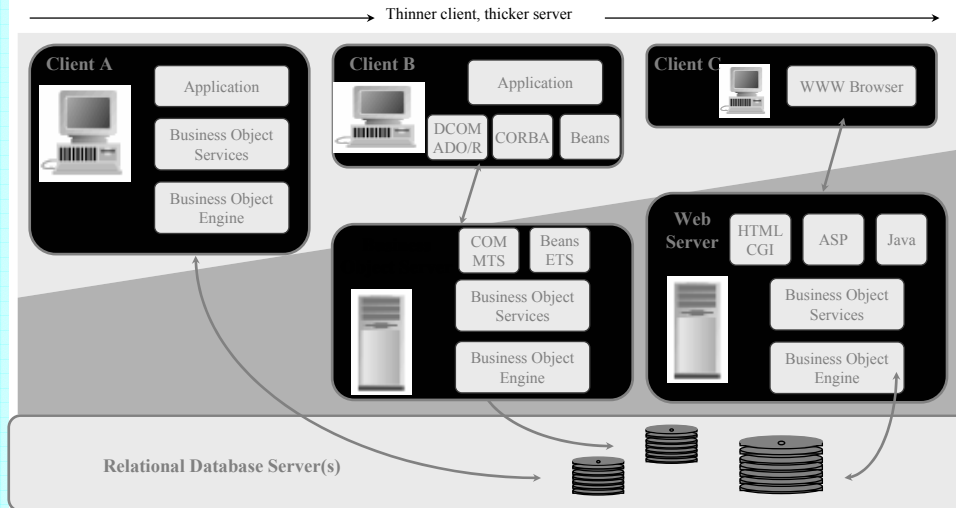 Thinner client, thicker server
Client A
Application
Business Object
Services
Business Object
Engine
Client B
Application
DCOM
ADO/R
CORBA
Beans
COM
MTS
Beans
ETS
Business Object
Services
Business Object
Engine
Client C
WWW Browser
Web
Server
HTML
CGI
ASP
Java
Business Object
Services
Business Object
Engine
Relational Database Server(s)